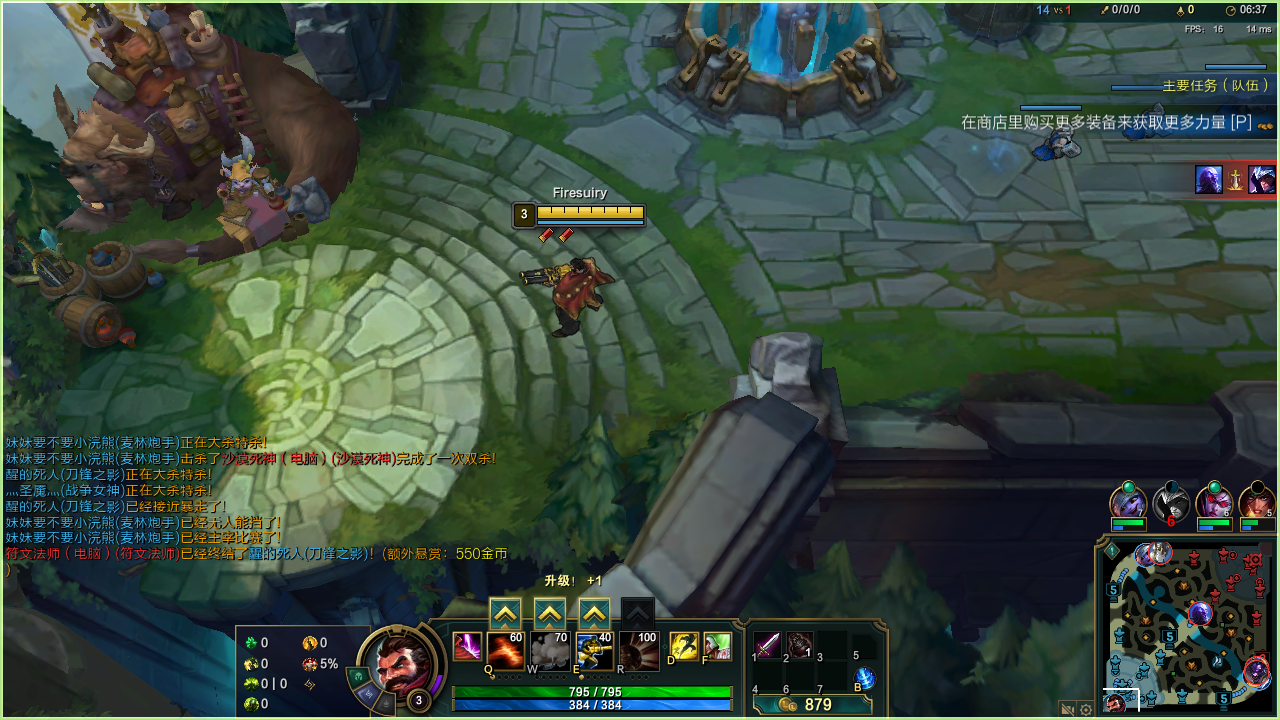 14 vs 1 0/0/0 0 06:37
FPS: 16 14 ms
主要任务（队伍）
在商店里购买更多装备来获取更多力量 [P]
Firesuiry
3
妹妹要不要小浣熊(麦林炮手)正在大杀特杀！
妹妹要不要小浣熊(麦林炮手)击杀了沙漠死神（电脑）(沙漠死神)完成了一次双杀！
醒的死人(刀锋之影)正在大杀特杀！
灬圣属灬(战争女神)正在大杀特杀！
醒的死人(刀锋之影)已经接近暴走了！
妹妹要不要小浣熊(麦林炮手)已经无人能挡了！
妹妹要不要小浣熊(麦林炮手)已经主宰比赛了！
符文法师（电脑）(符文法师)已经终结了醒的死人(刀锋之影)！(额外悬赏：550金币
)
升级！ +1
6 6 5
5
5
5
0 0
0 5%
0 | 0
0
3
60 70 40 100
Q W E R D F
795 / 795
384 / 384
1 2 1 3 5
4 6 7 B
879